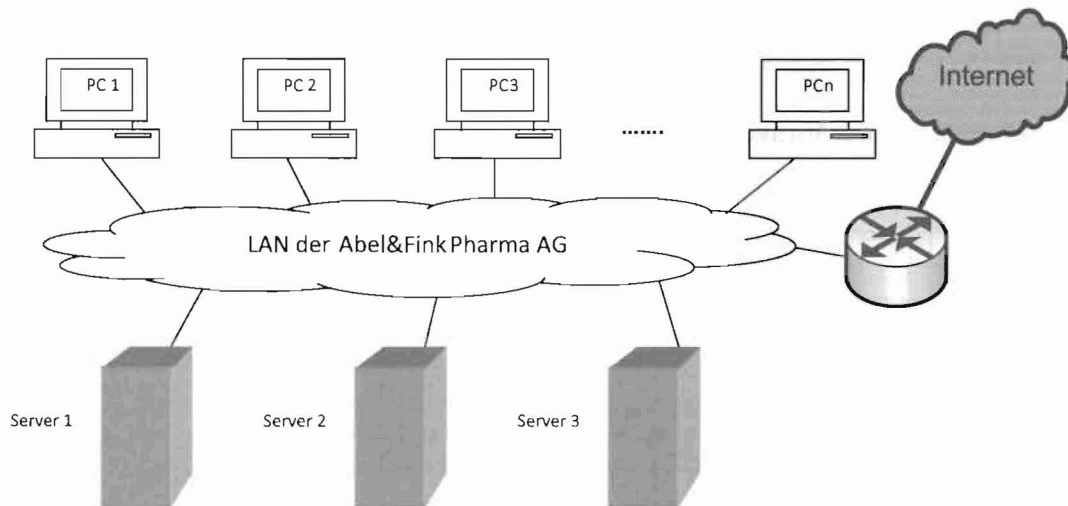 PC 1
PC 2
PC3
.......
PCn
Internet
LAN der Abel&Fink Pharma AG
Server 1
Server 2
Server 3